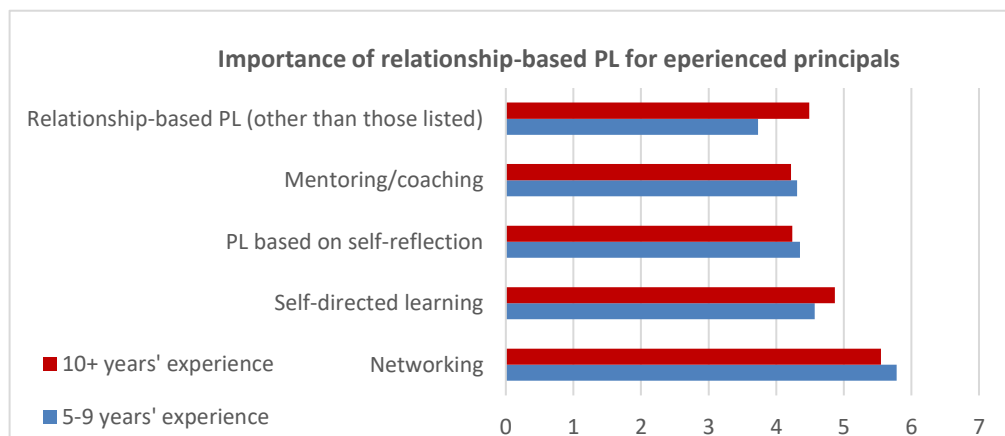 Importance of relationship-based PL for eperienced principals
Relationship-based PL (other than those listed)
Mentoring/coaching
PL based on self-reflection
Self-directed learning
Networking
10+ years' experience
5-9 years' experience
0 1 2 3 4 5 6 7